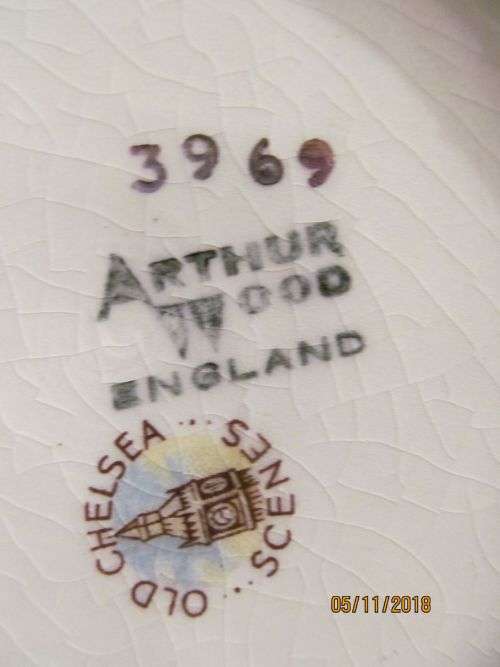 3969
ARTHUR
WOOD
ENGLAND
OLD CHELSEA... SCENES...
05/11/2018